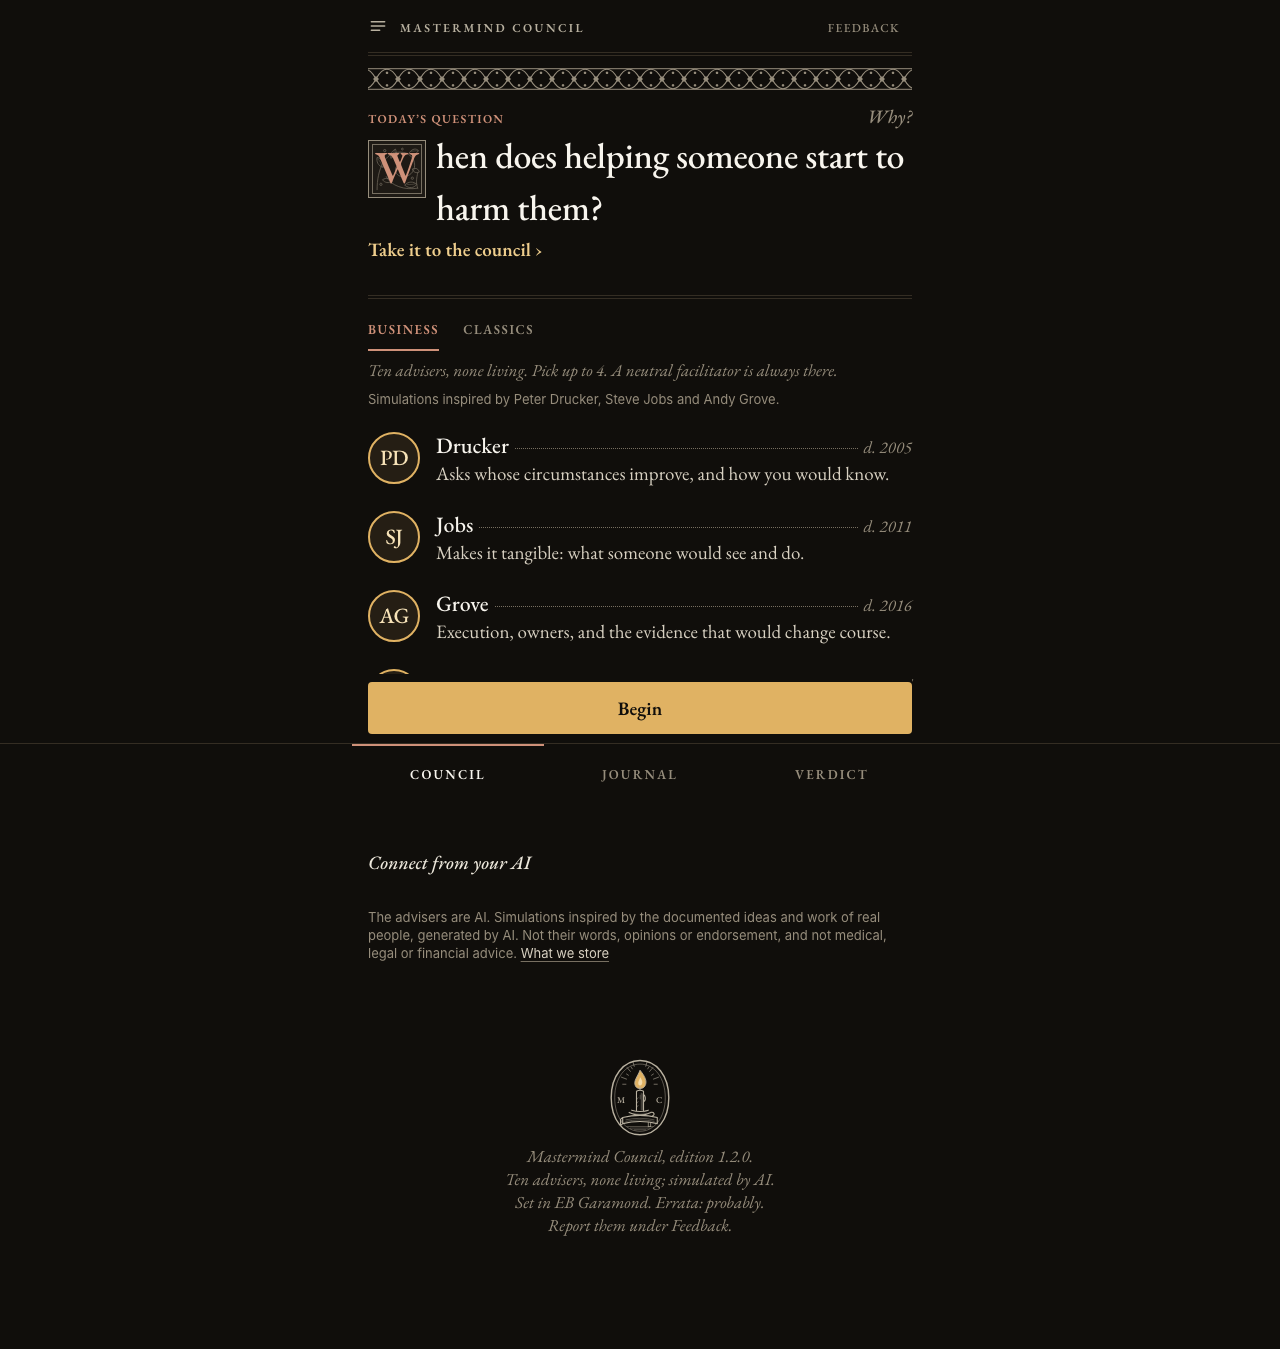 MASTERMIND COUNCIL
FEEDBACK
TODAY'S QUESTION
Why?
When does helping someone start to
harm them?
Take it to the council ›
BUSINESS
CLASSICS
Ten advisers, none living. Pick up to 4. A neutral facilitator is always there.
Simulations inspired by Peter Drucker, Steve Jobs and Andy Grove.
PD
Drucker
d. 2005
Asks whose circumstances improve, and how you would know.
SJ
Jobs
d. 2011
Makes it tangible: what someone would see and do.
AG
Grove
d. 2016
Execution, owners, and the evidence that would change course.
Begin
COUNCIL
JOURNAL
VERDICT
Connect from your AI
The advisers are AI. Simulations inspired by the documented ideas and work of real
people, generated by AI. Not their words, opinions or endorsement, and not medical,
legal or financial advice. What we store
M C
Mastermind Council, edition 1.2.0.
Ten advisers, none living; simulated by AI.
Set in EB Garamond. Errata: probably.
Report them under Feedback.